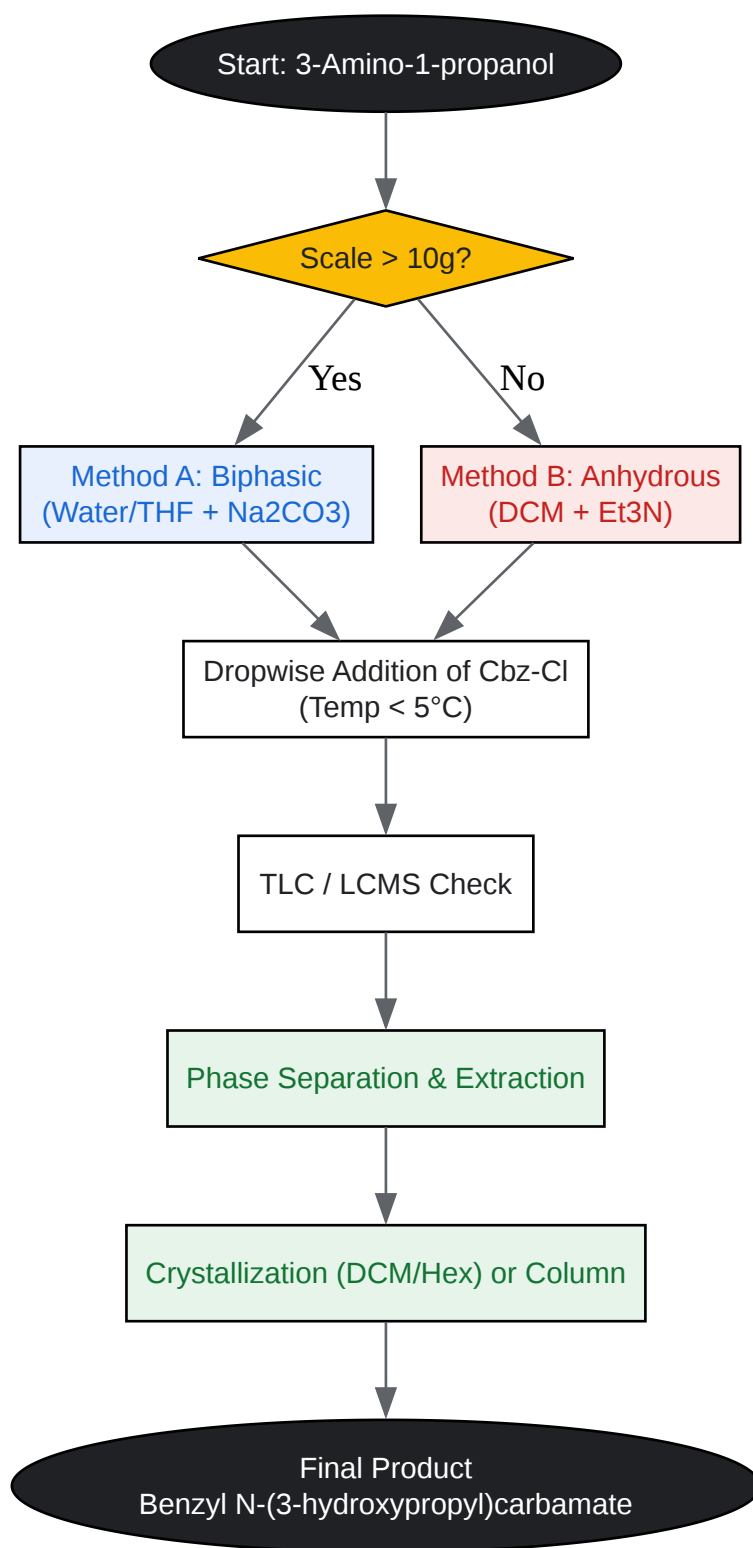 Start: 3-Amino-1-propanol
Scale > 10g?
Yes
No
Method A: Biphasic
(Water/THF + Na2CO3)
Method B: Anhydrous
(DCM + Et3N)
Dropwise Addition of Cbz-Cl
(Temp < 5°C)
TLC / LCMS Check
Phase Separation & Extraction
Crystallization (DCM/Hex) or Column
Final Product
Benzyl N-(3-hydroxypropyl)carbamate